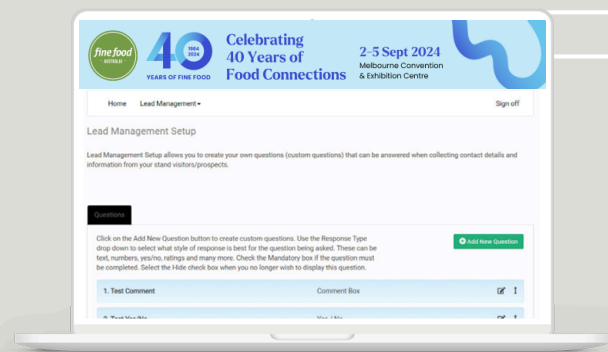 fine food
AUSTRALIA
40
1984
2024
YEARS OF FINE FOOD
Celebrating
40 Years of
Food Connections
2–5 Sept 2024
Melbourne Convention
& Exhibition Centre
Home Lead Management Sign off
Lead Management Setup
Lead Management Setup allows you to create your own questions (custom questions) that can be answered when collecting contact details and
information from your stand visitors/prospects.
Questions
Click on the Add New Question button to create custom questions. Use the Response Type
drop down to select what style of response is best for the question being asked. These can be
text, numbers, yes/no, ratings and many more. Check the Mandatory box if the question must
be completed. Select the Hide check box when you no longer wish to display this question.
Add New Question
1. Test Comment Comment Box
2. Test Yes/No Yes / No